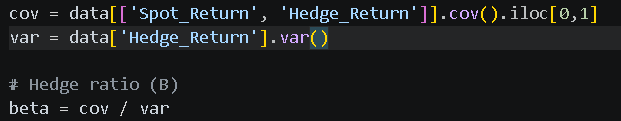 cov = data[['Spot_Return', 'Hedge_Return']].cov().iloc[0,1]
var = data['Hedge_Return'].var()
# Hedge ratio (B)
beta = cov / var